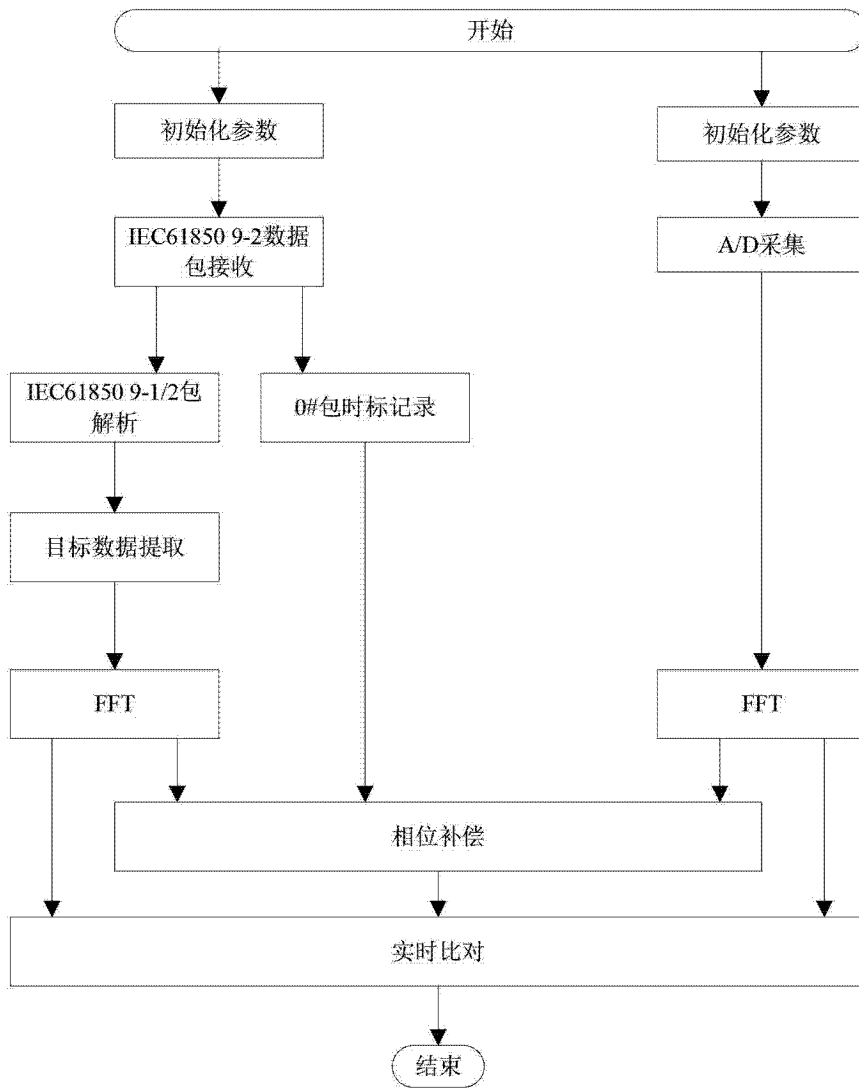 开始
初始化参数
初始化参数
IEC61850 9-2数据
包接收
A/D采集
IEC61850 9-1/2包
解析
0#包时标记录
目标数据提取
FFT
FFT
相位补偿
实时比对
结束